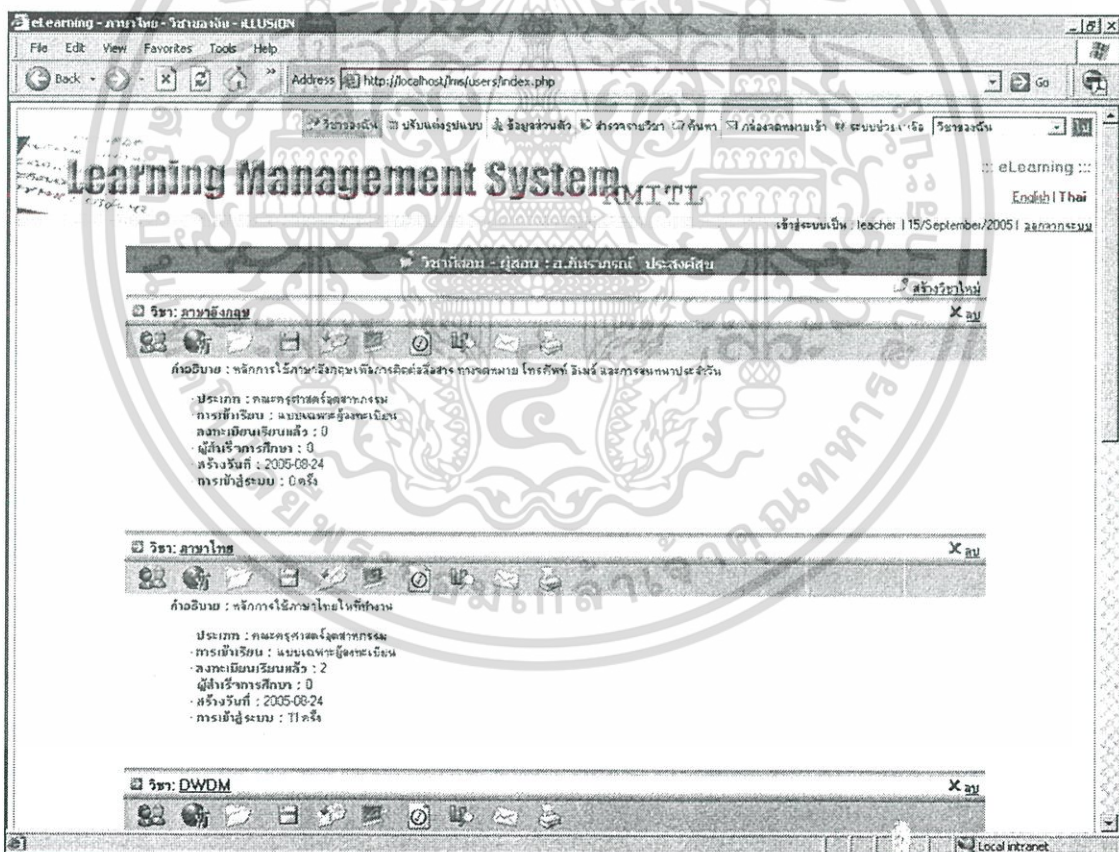 eLearning - ภาษาไทย - วิชาของฉัน - iLLUSiON
File Edit View Favorites Tools Help
Back Address http://localhost/lms/users/index.php Go
วิชาของฉัน ปรับแต่งรูปแบบ ข้อมูลส่วนตัว สำรวจรายวิชา ค้นหา กล่องจดหมายเข้า ระบบช่วยเหลือ วิชาของฉัน ไป
Learning Management System RMITL
::: eLearning :::
English | Thai
เข้าสู่ระบบเป็น : teacher | 15/September/2005 | ออกจากระบบ
วิชาที่สอน - ผู้สอน : อ.ภันราภรณ์ ประสงค์สุข
สร้างวิชาใหม่
วิชา: ภาษาอังกฤษ X ลบ
คำอธิบาย : หลักการใช้ภาษาอังกฤษเพื่อการติดต่อสื่อสาร ทางจดหมาย โทรศัพท์ อีเมล์ และการสนทนาประจำวัน
· ประเภท : คณะครุศาสตร์อุตสาหกรรม
· การเข้าเรียน : แบบเฉพาะผู้ลงทะเบียน
ลงทะเบียนเรียนแล้ว : 0
· ผู้สำเร็จการศึกษา : 0
· สร้างวันที่ : 2005-08-24
· การเข้าสู่ระบบ : 0 ครั้ง
วิชา: ภาษาไทย X ลบ
คำอธิบาย : หลักการใช้ภาษาไทยในที่ทำงาน
ประเภท : คณะครุศาสตร์อุตสาหกรรม
· การเข้าเรียน : แบบเฉพาะผู้ลงทะเบียน
· ลงทะเบียนเรียนแล้ว : 2
ผู้สำเร็จการศึกษา : 0
· สร้างวันที่ : 2005-08-24
· การเข้าสู่ระบบ : 11 ครั้ง
วิชา: DWDM X ลบ
Local intranet